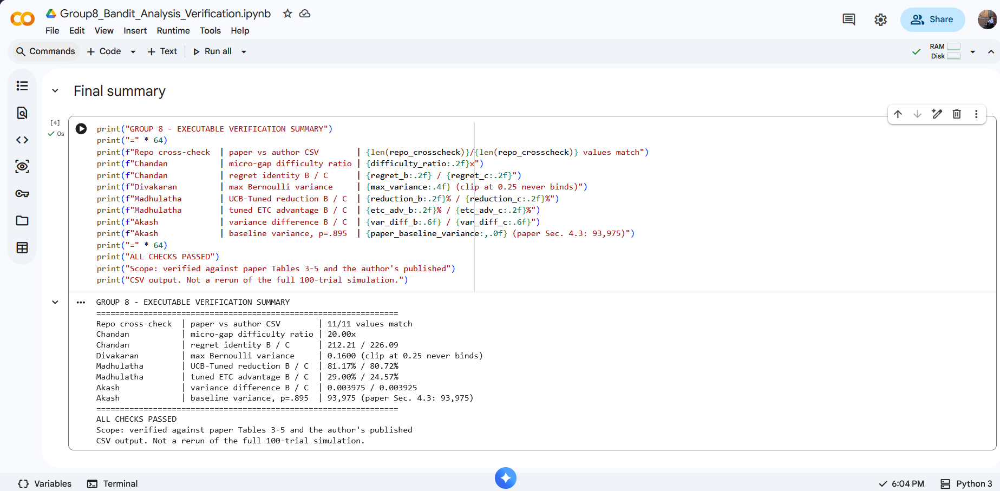 Group8_Bandit_Analysis_Verification.ipynb
File Edit View Insert Runtime Tools Help
Share
Commands + Code + Text Run all
RAM
Disk
Final summary
[4]
0s
print("GROUP 8 - EXECUTABLE VERIFICATION SUMMARY")
print("=" * 64)
print(f"Repo cross-check  | paper vs author CSV        | {len(repo_crosscheck)}/{len(repo_crosscheck)} values match")
print(f"Chandan           | micro-gap difficulty ratio | {difficulty_ratio:.2f}x")
print(f"Chandan           | regret identity B / C      | {regret_b:.2f} / {regret_c:.2f}")
print(f"Divakaran         | max Bernoulli variance     | {max_variance:.4f} (clip at 0.25 never binds)")
print(f"Madhulatha        | UCB-Tuned reduction B / C  | {reduction_b:.2f}% / {reduction_c:.2f}%")
print(f"Madhulatha        | tuned ETC advantage B / C  | {etc_adv_b:.2f}% / {etc_adv_c:.2f}%")
print(f"Akash             | variance difference B / C  | {var_diff_b:.6f} / {var_diff_c:.6f}")
print(f"Akash             | baseline variance, p=.895  | {paper_baseline_variance:,.0f} (paper Sec. 4.3: 93,975)")
print("=" * 64)
print("ALL CHECKS PASSED")
print("Scope: verified against paper Tables 3-5 and the author's published")
print("CSV output. Not a rerun of the full 100-trial simulation.")
GROUP 8 - EXECUTABLE VERIFICATION SUMMARY
================================================================
Repo cross-check  | paper vs author CSV        | 11/11 values match
Chandan           | micro-gap difficulty ratio | 20.00x
Chandan           | regret identity B / C      | 212.21 / 226.09
Divakaran         | max Bernoulli variance     | 0.1600 (clip at 0.25 never binds)
Madhulatha        | UCB-Tuned reduction B / C  | 81.17% / 80.72%
Madhulatha        | tuned ETC advantage B / C  | 29.00% / 24.57%
Akash             | variance difference B / C  | 0.003975 / 0.003925
Akash             | baseline variance, p=.895  | 93,975 (paper Sec. 4.3: 93,975)
================================================================
ALL CHECKS PASSED
Scope: verified against paper Tables 3-5 and the author's published
CSV output. Not a rerun of the full 100-trial simulation.
Variables Terminal 6:04 PM Python 3